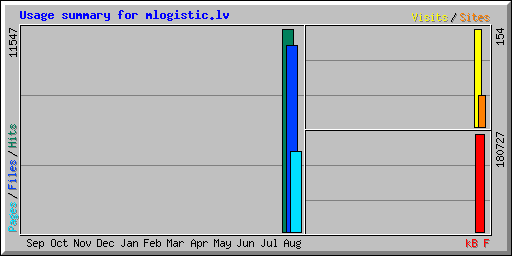 Usage summary for mlogistic.lv
Visits/Sites
11547
154
Pages/Files/Hits
180727
Sep Oct Nov Dec Jan Feb Mar Apr May Jun Jul Aug
kB F